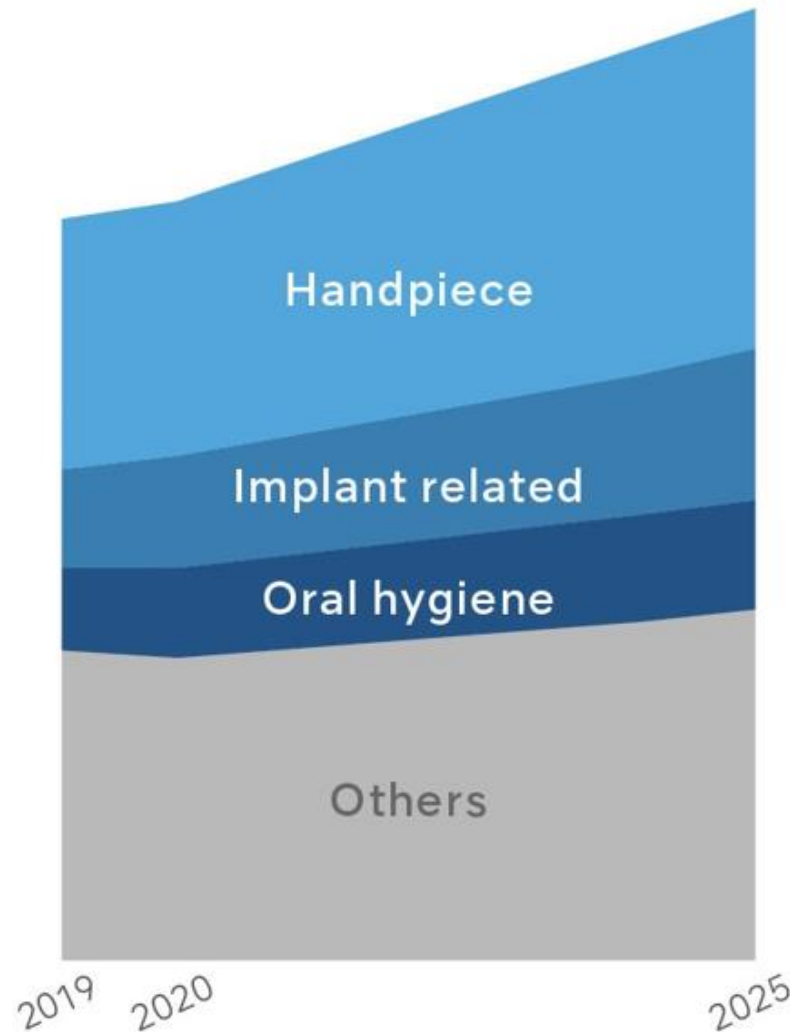 Handpiece
Implant related
Oral hygiene
Others
2019
2020
2025